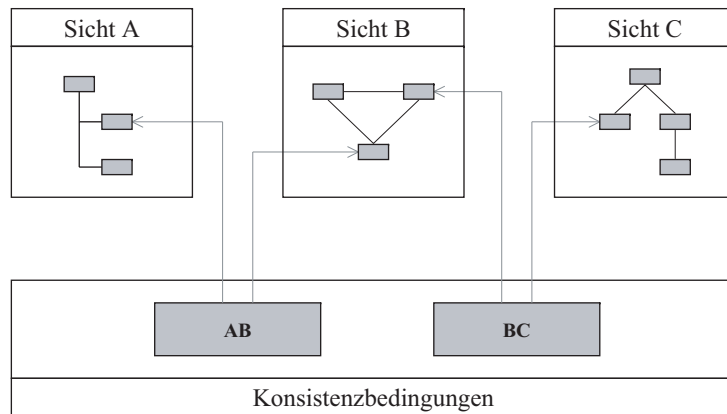 Sicht A
Sicht B
Sicht C
AB
BC
Konsistenzbedingungen